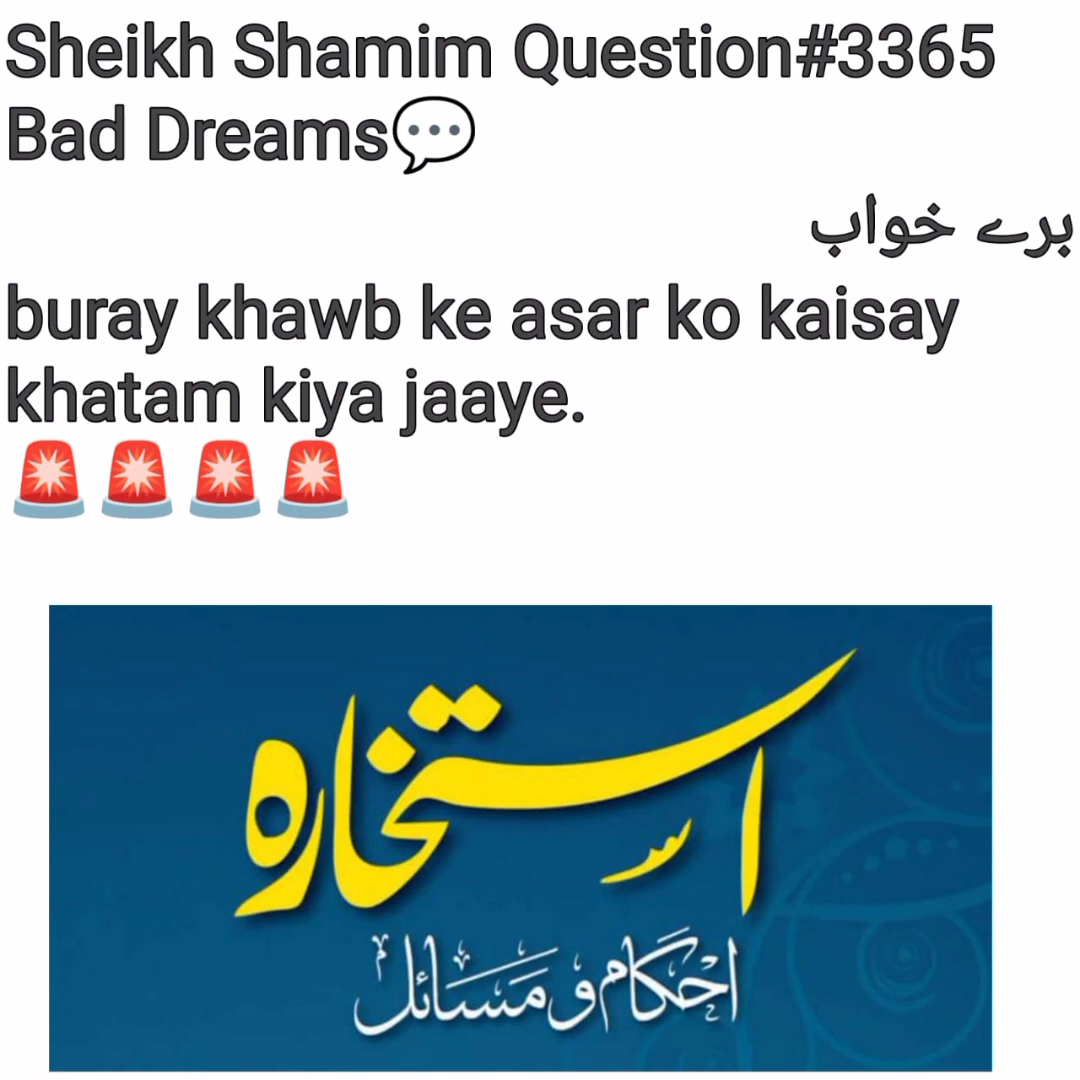 Sheikh Shamim Question#3365
Bad Dreams💬
برے خواب
buray khawb ke asar ko kaisay
khatam kiya jaaye.
🚨🚨🚨🚨
استخارہ
احکام و مسائل